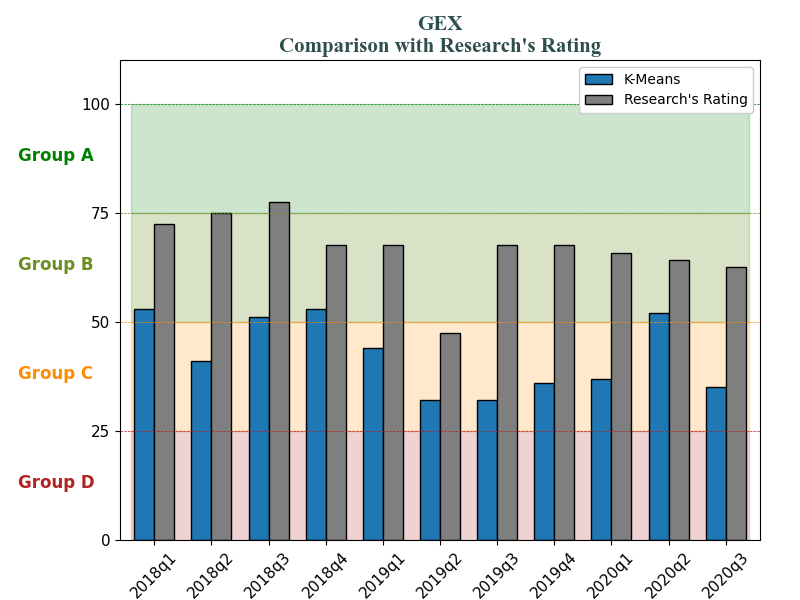 GEX
Comparison with Research's Rating
K-Means
Research's Rating
100
Group A
75
Group B
50
Group C
25
Group D
0
2018q1 2018q2 2018q3 2018q4 2019q1 2019q2 2019q3 2019q4 2020q1 2020q2 2020q3